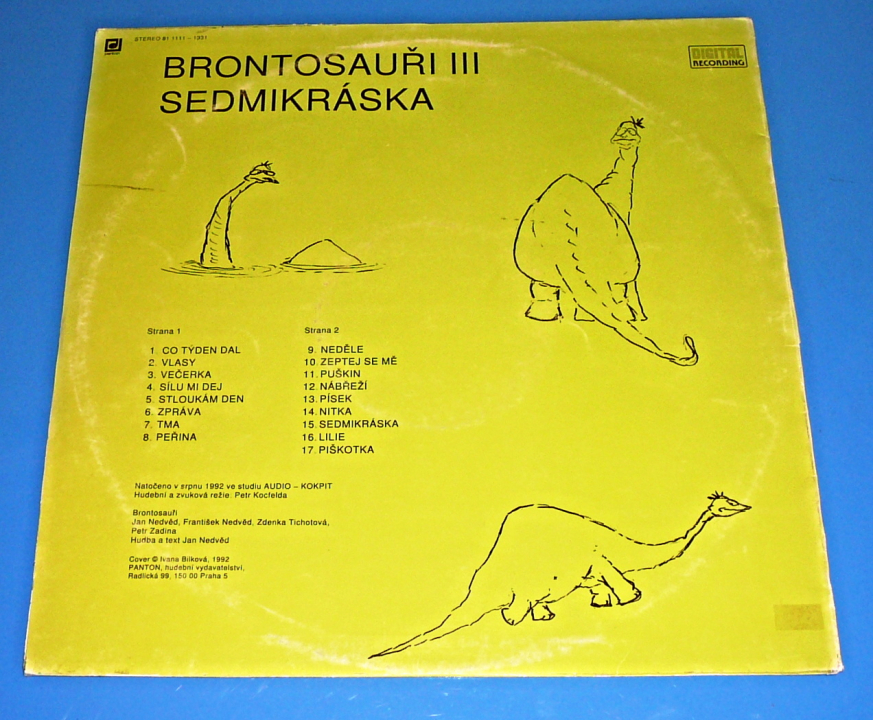 STEREO 81 1111 – 1331
BRONTOSAUŘI III
SEDMIKRÁSKA
DIGITAL
RECORDING
Strana 1
1. CO TÝDEN DAL
2. VLASY
3. VEČERKA
4. SÍLU MI DEJ
5. STLOUKÁM DEN
6. ZPRÁVA
7. TMA
8. PEŘINA
Strana 2
9. NEDĚLE
10. ZEPTEJ SE MĚ
11. PUŠKIN
12. NÁBŘEŽÍ
13. PÍSEK
14. NITKA
15. SEDMIKRÁSKA
16. LILIE
17. PIŠKOTKA
Natočeno v srpnu 1992 ve studiu AUDIO – KOKPIT
Hudební a zvuková režie: Petr Kocfelda
Brontosauři
Jan Nedvěd, František Nedvěd, Zdenka Tichotová,
Petr Zadina
Hudba a text Jan Nedvěd
Cover © Ivana Bílková, 1992
PANTON, hudební vydavatelství,
Radlická 99, 150 00 Praha 5